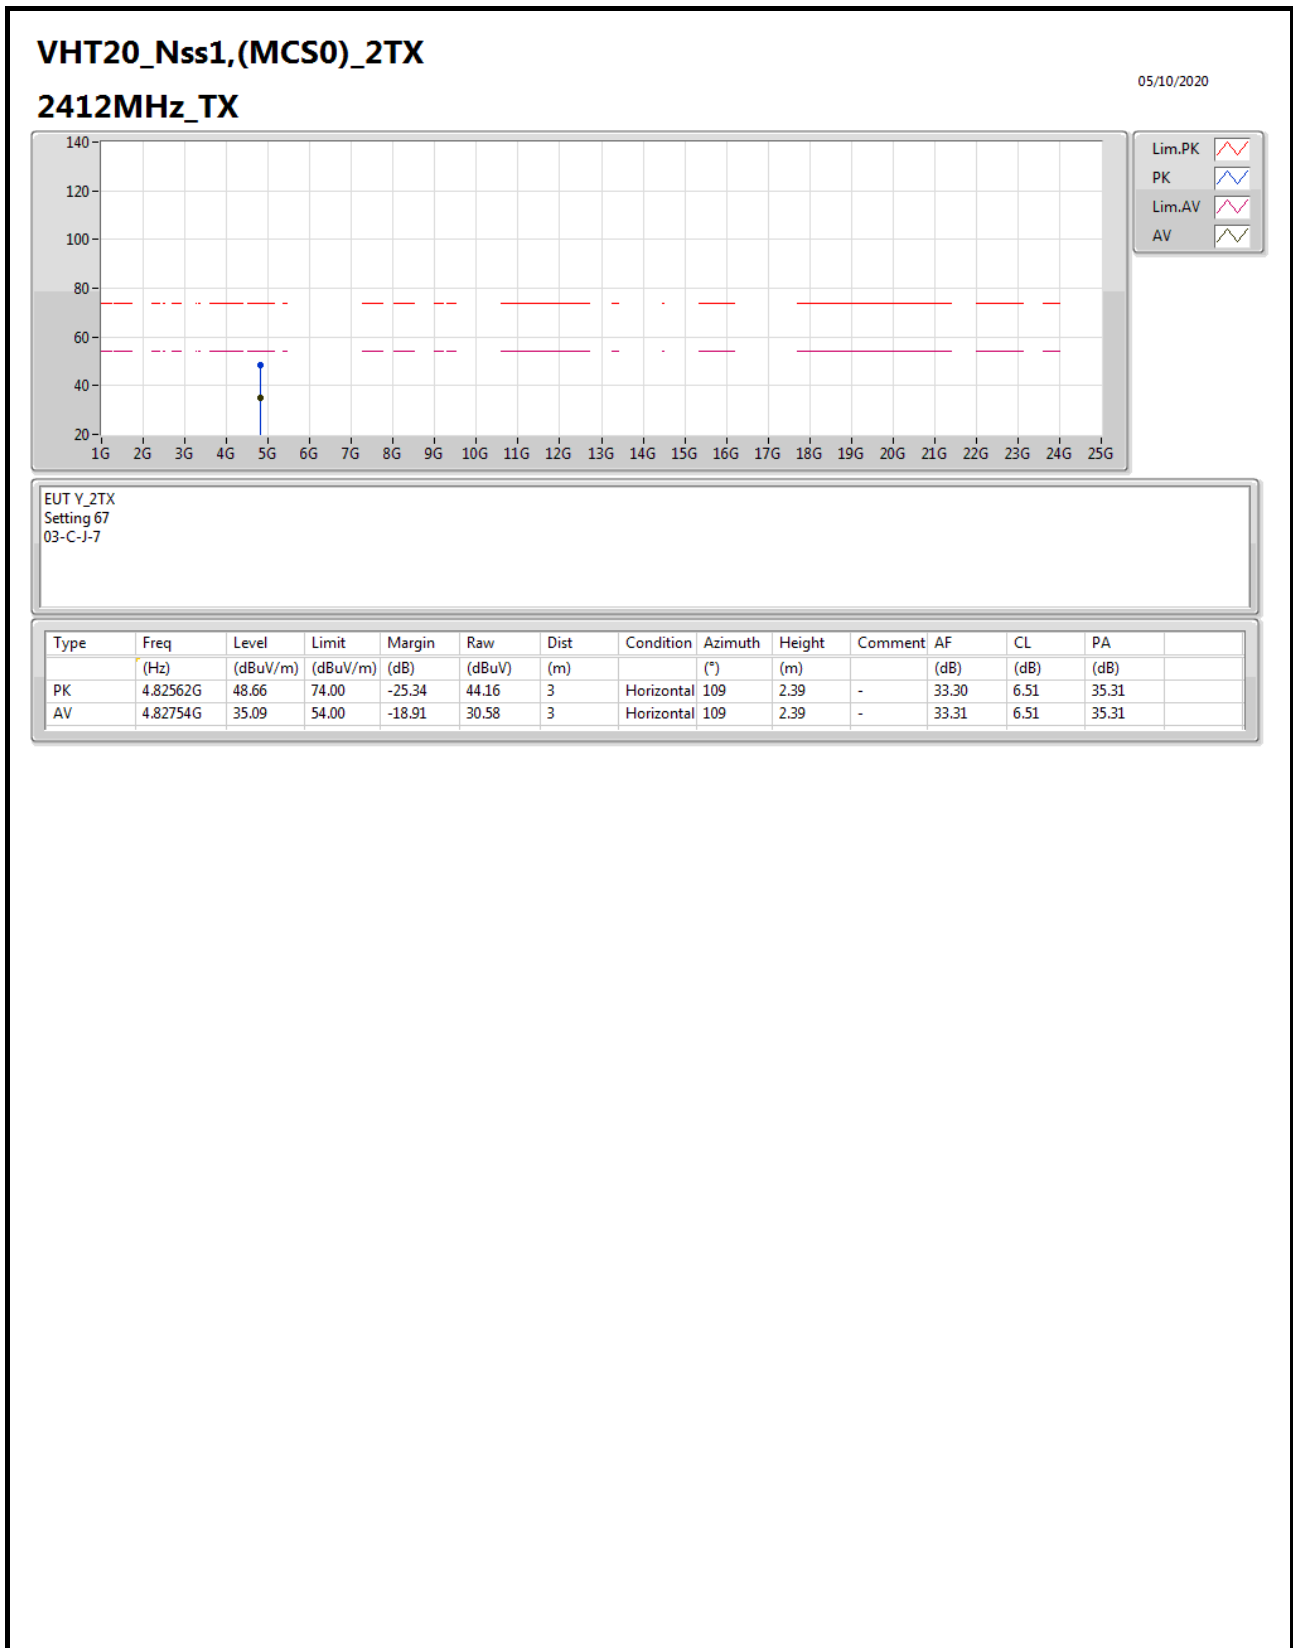 VHT20_Nss1,(MCS0)_2TX
05/10/2020
2412MHz_TX
140
120
100
80
60
40
20
1G 2G 3G 4G 5G 6G 7G 8G 9G 10G 11G 12G 13G 14G 15G 16G 17G 18G 19G 20G 21G 22G 23G 24G 25G
Lim.PK
PK
Lim.AV
AV
EUT Y_2TX
Setting 67
03-C-J-7
Type Freq Level Limit Margin Raw Dist Condition Azimuth Height Comment AF CL PA
(Hz) (dBuV/m) (dBuV/m) (dB) (dBuV) (m) (°) (m) (dB) (dB) (dB)
PK 4.82562G 48.66 74.00 -25.34 44.16 3 Horizontal 109 2.39 - 33.30 6.51 35.31
AV 4.82754G 35.09 54.00 -18.91 30.58 3 Horizontal 109 2.39 - 33.31 6.51 35.31